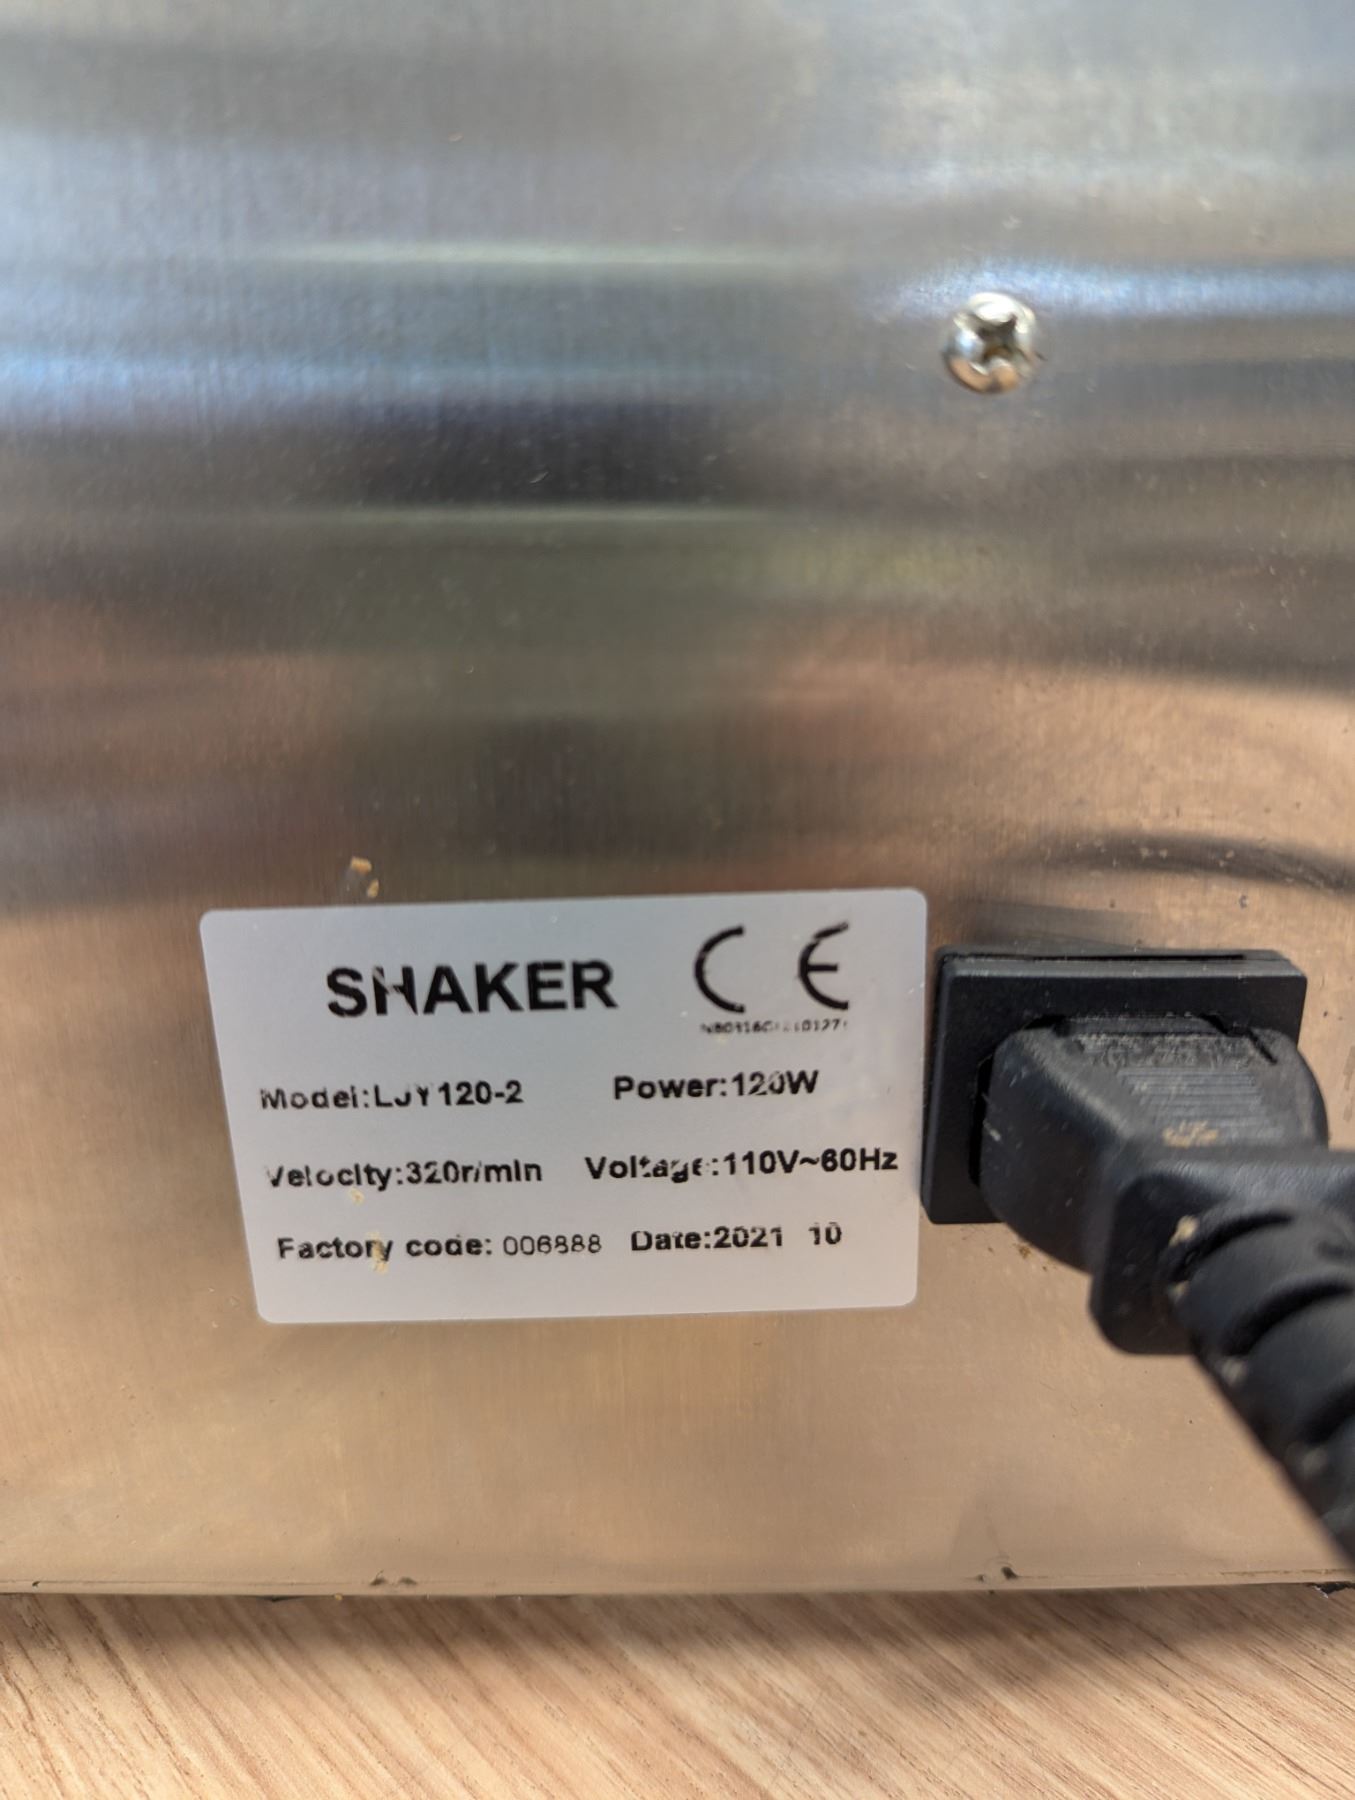 SHAKER CE
Model:LJY120-2 Power:120W
Velocity:320r/min Voltage:110V~60Hz
Factory code: 006888 Date:2021 10